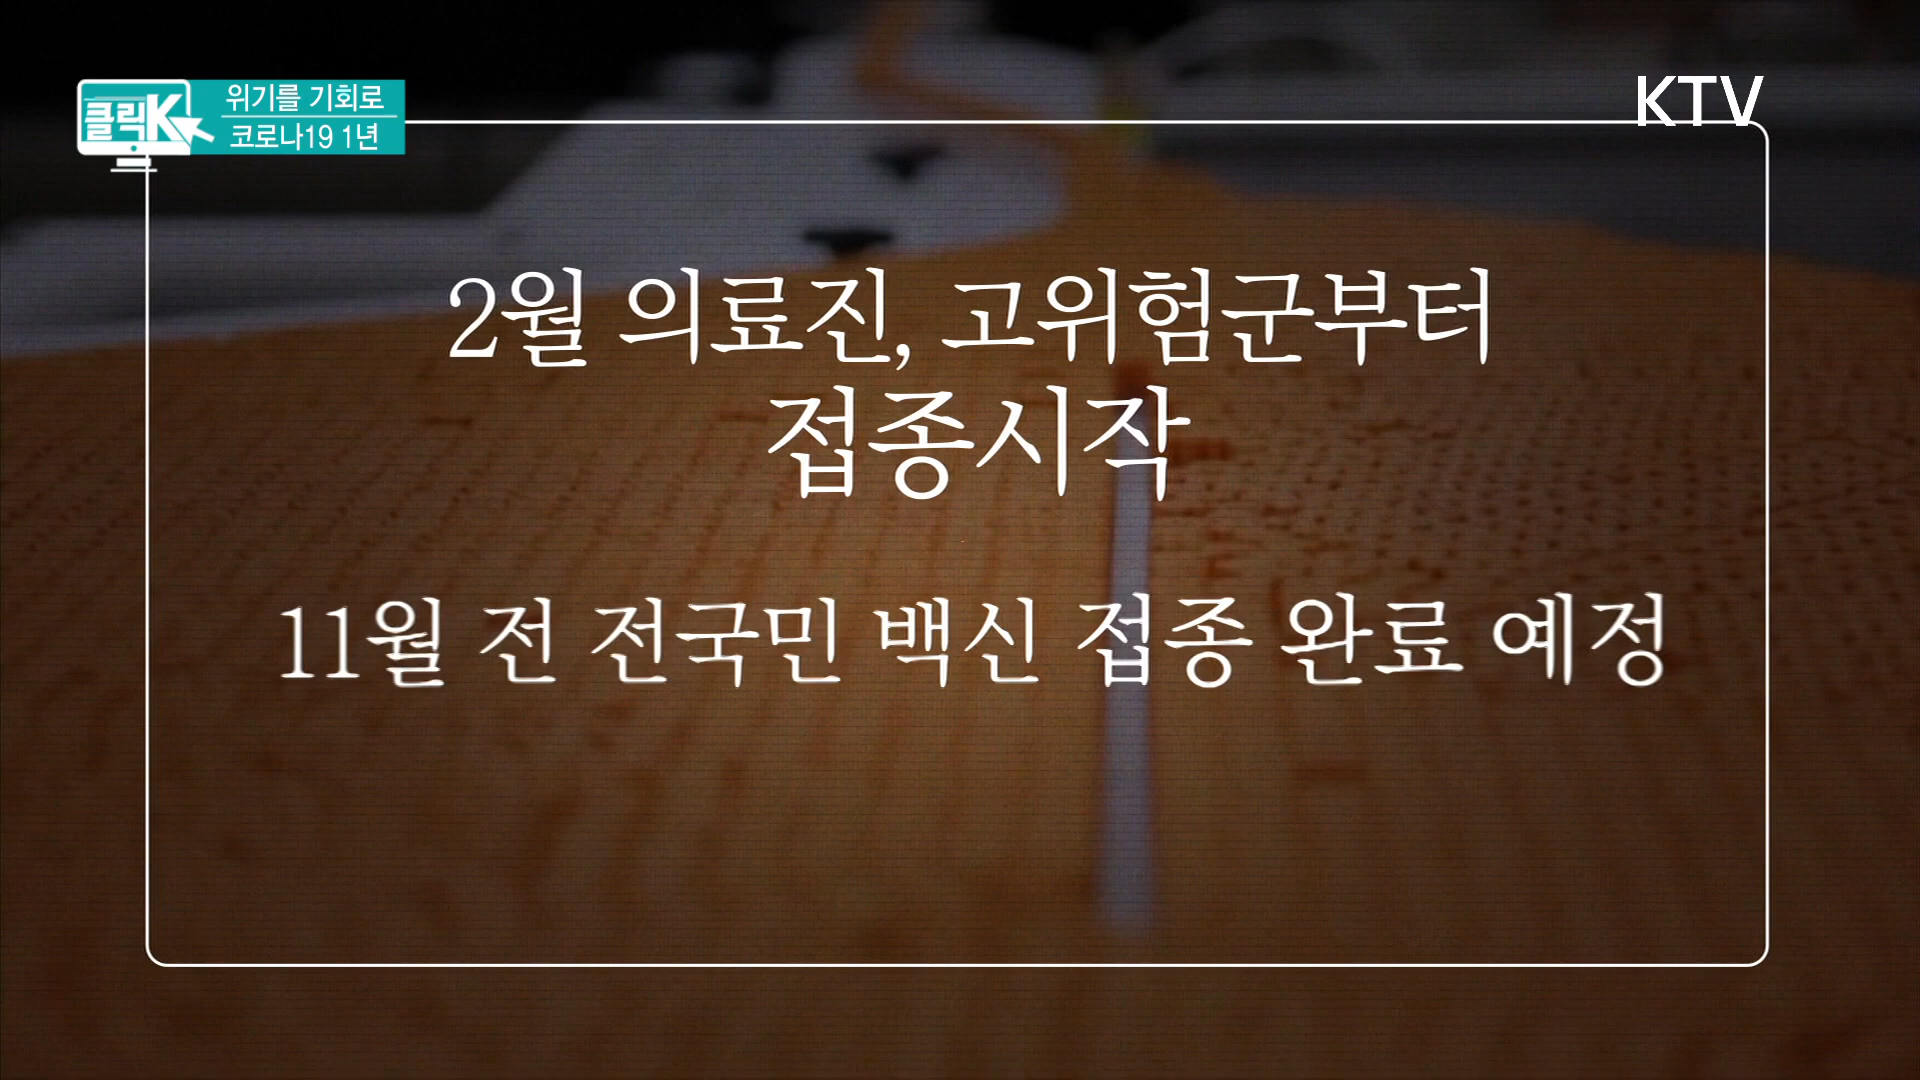 클릭K
위기를 기회로
코로나19 1년
KTV
2월 의료진, 고위험군부터
접종시작
11월 전 전국민 백신 접종 완료 예정